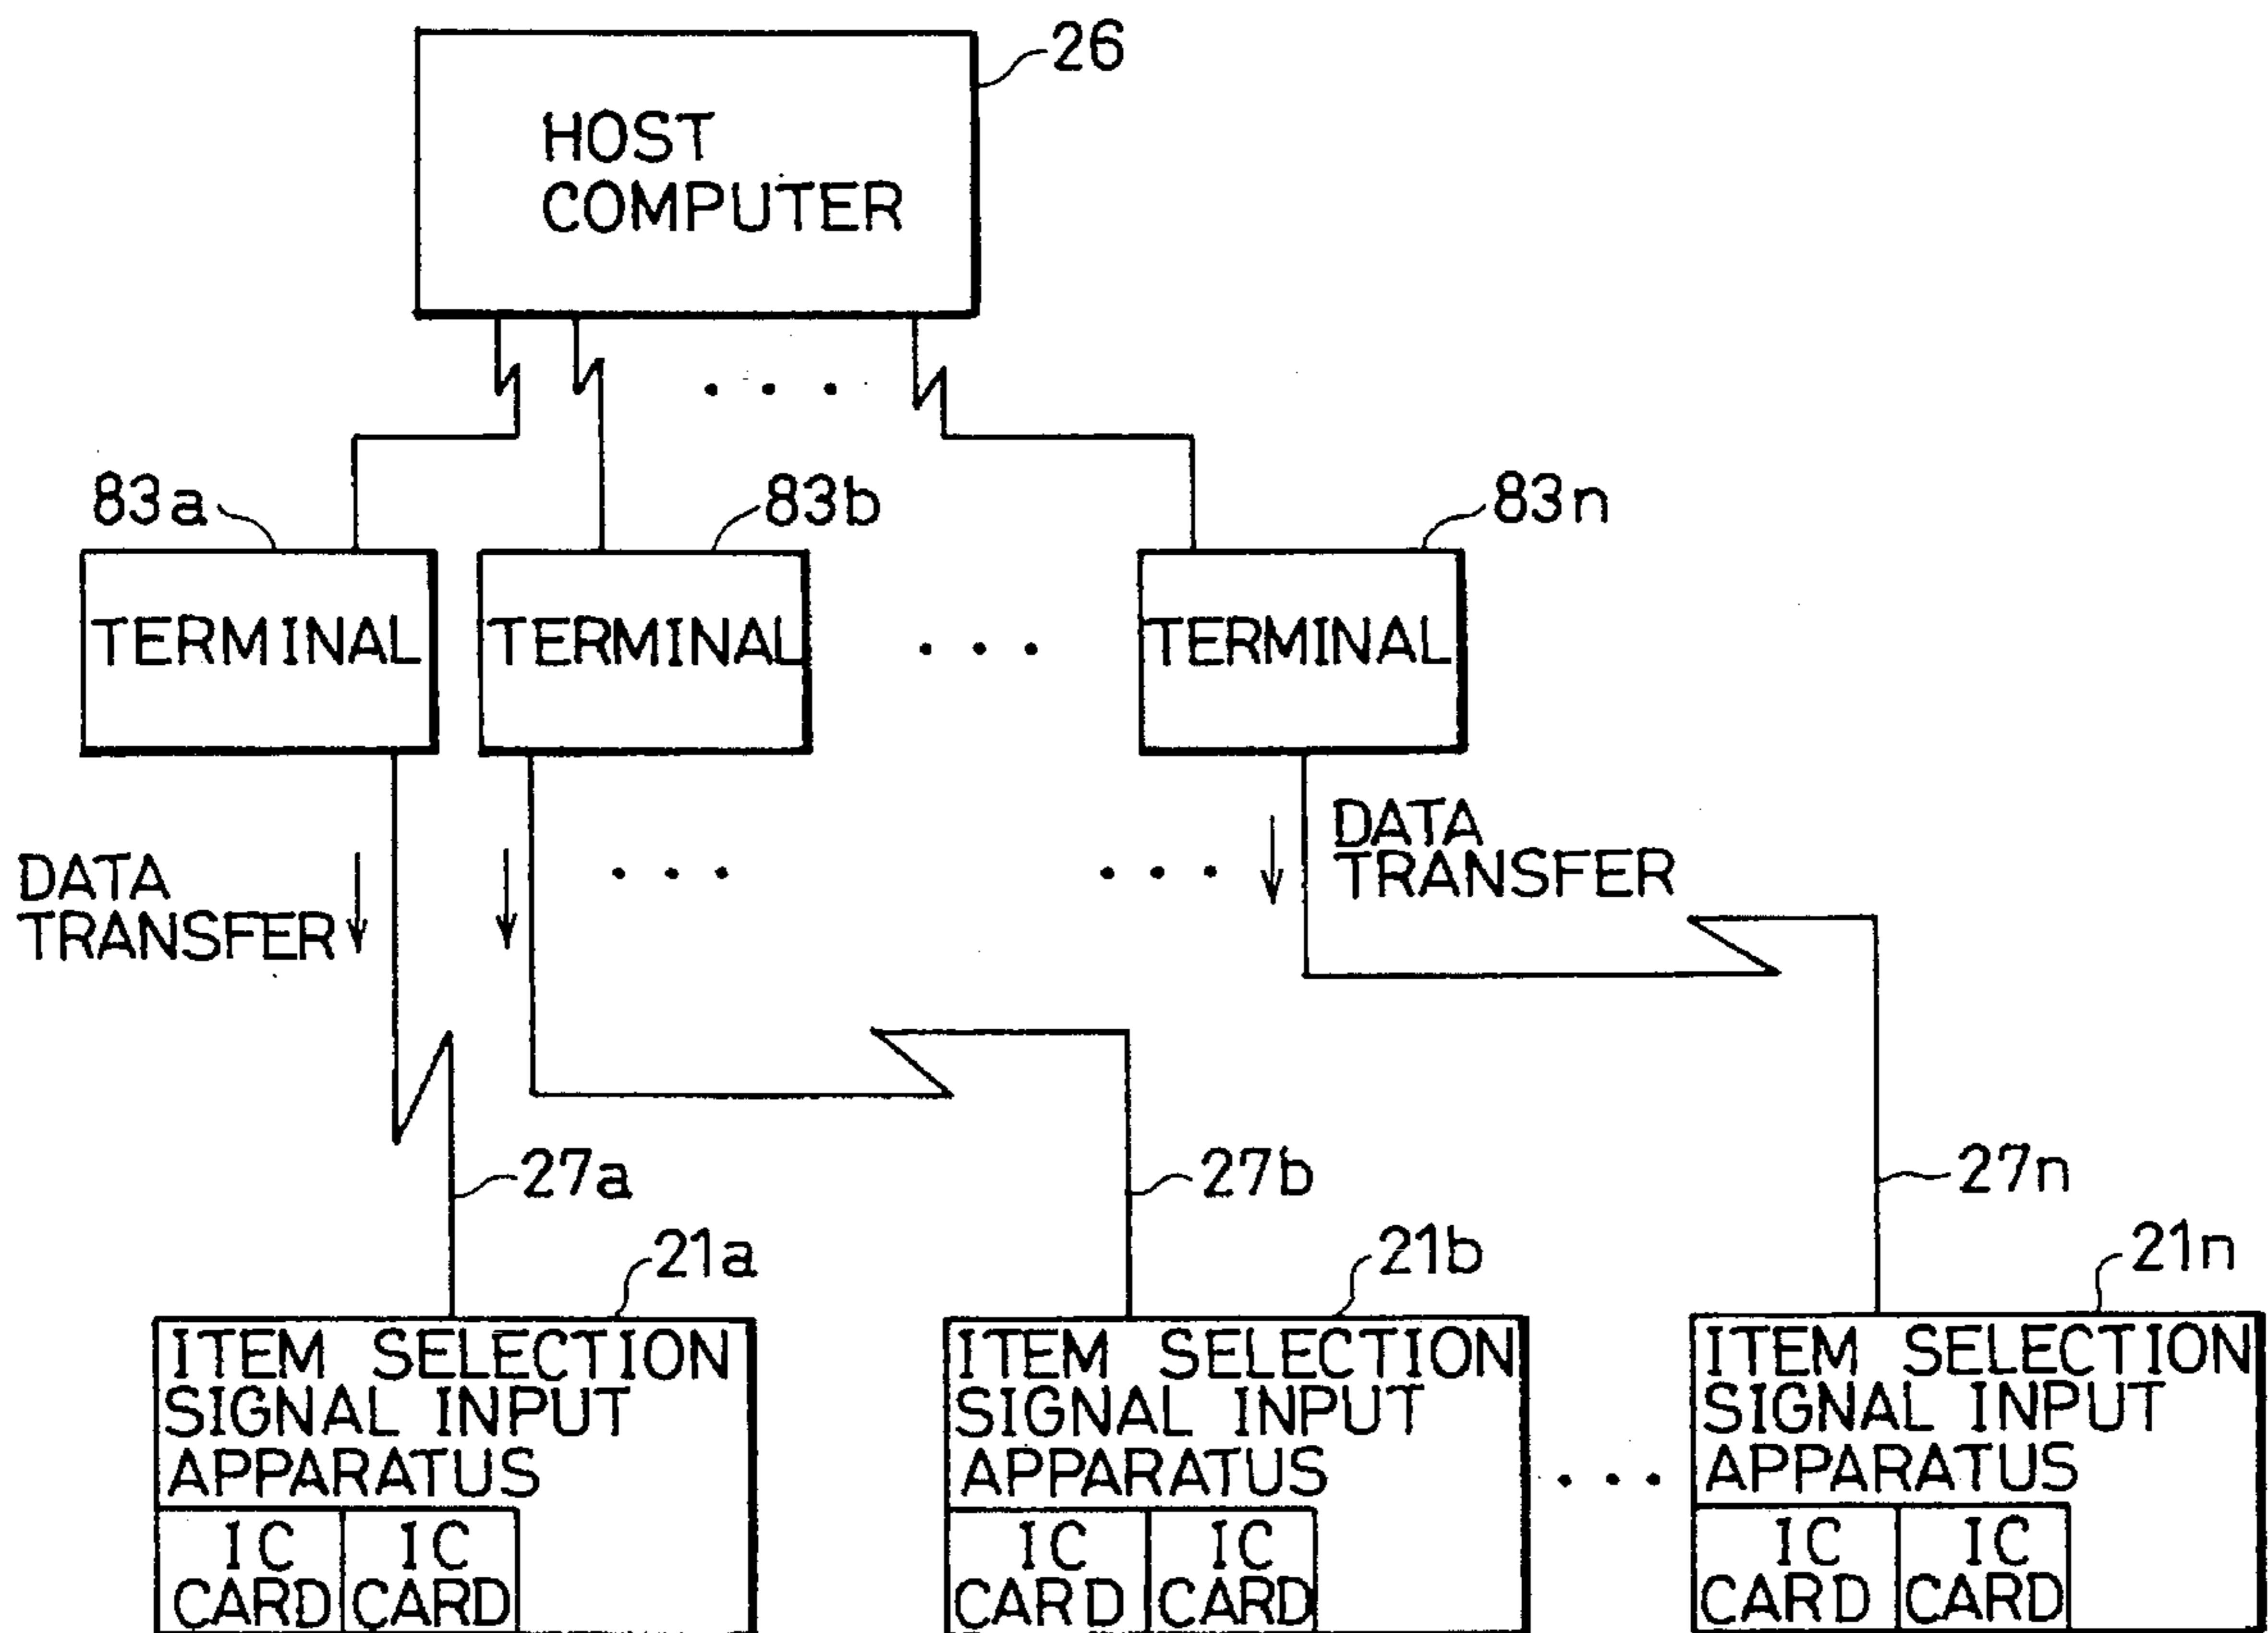 26
HOST
COMPUTER
83a
83b
83n
TERMINAL
TERMINAL
TERMINAL
DATA
TRANSFER
DATA
TRANSFER
27a
27b
27n
21a
21b
21n
ITEM SELECTION
SIGNAL INPUT
APPARATUS
IC
CARD
IC
CARD
ITEM SELECTION
SIGNAL INPUT
APPARATUS
IC
CARD
IC
CARD
ITEM SELECTION
SIGNAL INPUT
APPARATUS
IC
CARD
IC
CARD